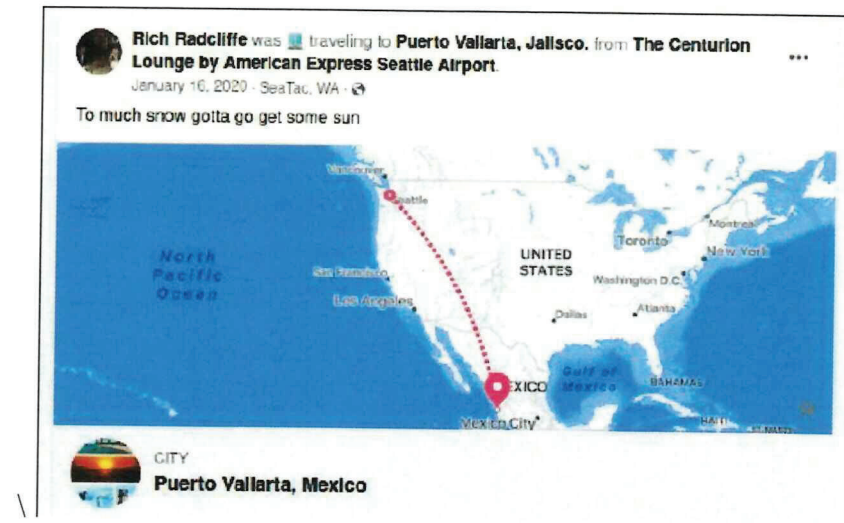 Rich Radcliffe was traveling to Puerto Vallarta, Jalisco. from The Centurion
Lounge by American Express Seattle Airport.
January 16, 2020 · SeaTac, WA ·
To much snow gotta go get some sun
Vancouver
Seattle
Montreal
Toronto
North
Pacific
Ocean
UNITED
STATES
New York
San Francisco
Washington D.C.
Los Angeles
Dallas
Atlanta
EXICO
Gulf of
Mexico
BAHAMAS
Mexico City
HAITI
CITY
Puerto Vallarta, Mexico